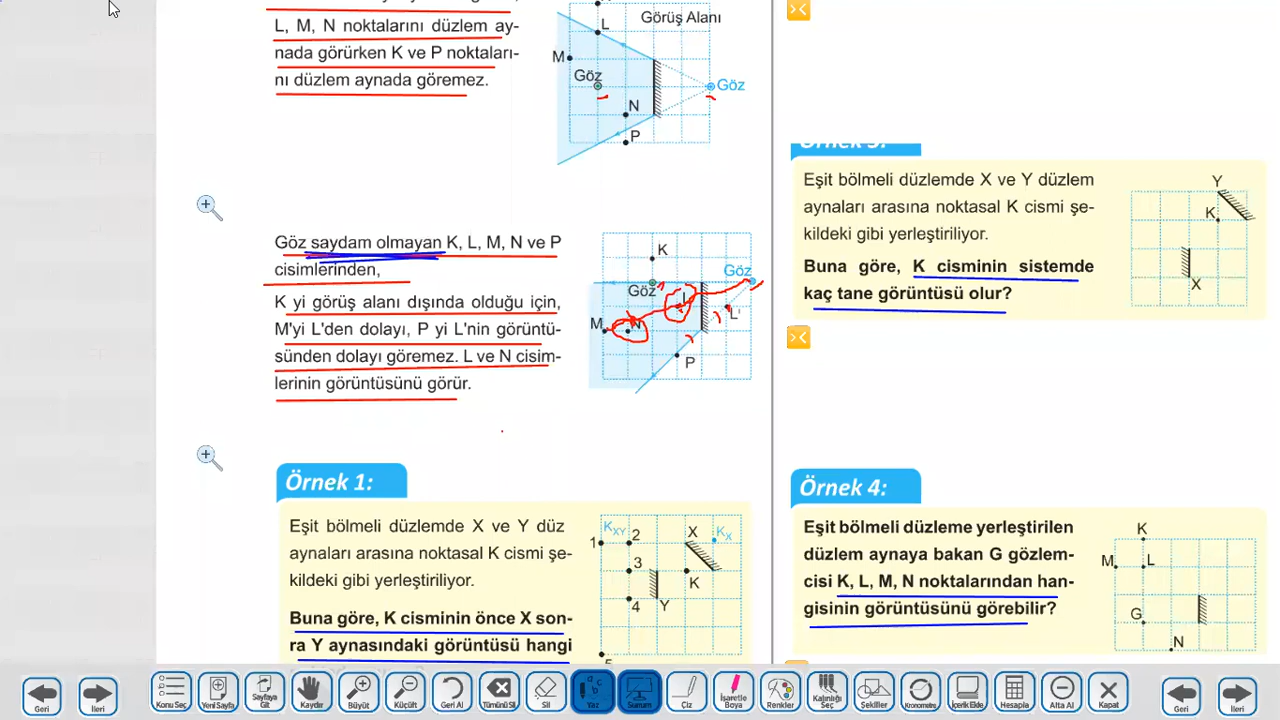 L, M, N noktalarını düzlem ay-
nada görürken K ve P noktaları-
nı düzlem aynada göremez.
Görüş Alanı
L
M
Göz
Göz
N
P
Göz saydam olmayan K, L, M, N ve P
cisimlerinden,
K yi görüş alanı dışında olduğu için,
M'yi L'den dolayı, P yi L'nin görüntü-
sünden dolayı göremez. L ve N cisim-
lerinin görüntüsünü görür.
K
Göz
Göz
L
L'
M
N
P
Örnek 1:
Eşit bölmeli düzlemde X ve Y düz
aynaları arasına noktasal K cismi şe-
kildeki gibi yerleştiriliyor.
Buna göre, K cisminin önce X son-
ra Y aynasındaki görüntüsü hangi
KXY
1
2
X
KX
3
K
4
Y
5
Eşit bölmeli düzlemde X ve Y düzlem
aynaları arasına noktasal K cismi şe-
kildeki gibi yerleştiriliyor.
Buna göre, K cisminin sistemde
kaç tane görüntüsü olur?
Y
K
X
Örnek 4:
Eşit bölmeli düzleme yerleştirilen
düzlem aynaya bakan G gözlem-
cisi K, L, M, N noktalarından han-
gisinin görüntüsünü görebilir?
K
M
L
G
N
Geri
İleri
Konu Seç
Yeni Sayfa
Sayfaya Git
Kaydır
Büyüt
Küçült
Geri Al
Tümünü Sil
Sil
Yaz
Sunum
Çiz
İşaretle Boya
Renkler
Kalınlığı Seç
Şekiller
Kronometre
İçerik Ekle
Hesapla
Alta Al
Kapat
Geri
İleri